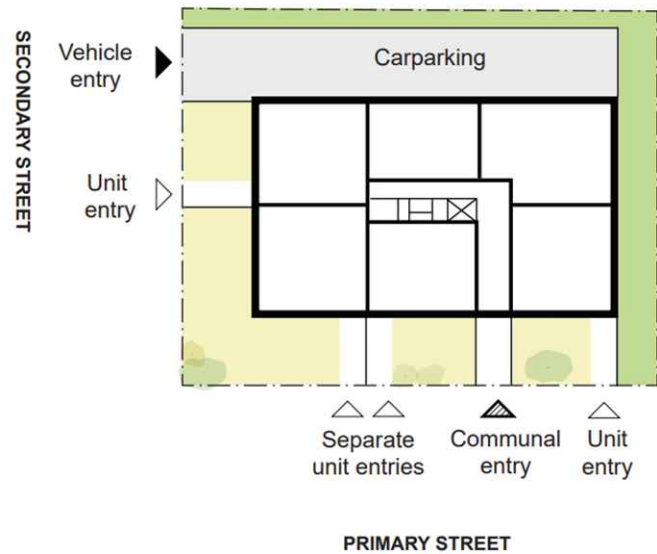 SECONDARY STREET
Vehicle
entry
Carparking
Unit
entry
Separate
unit entries
Communal
entry
Unit
entry
PRIMARY STREET